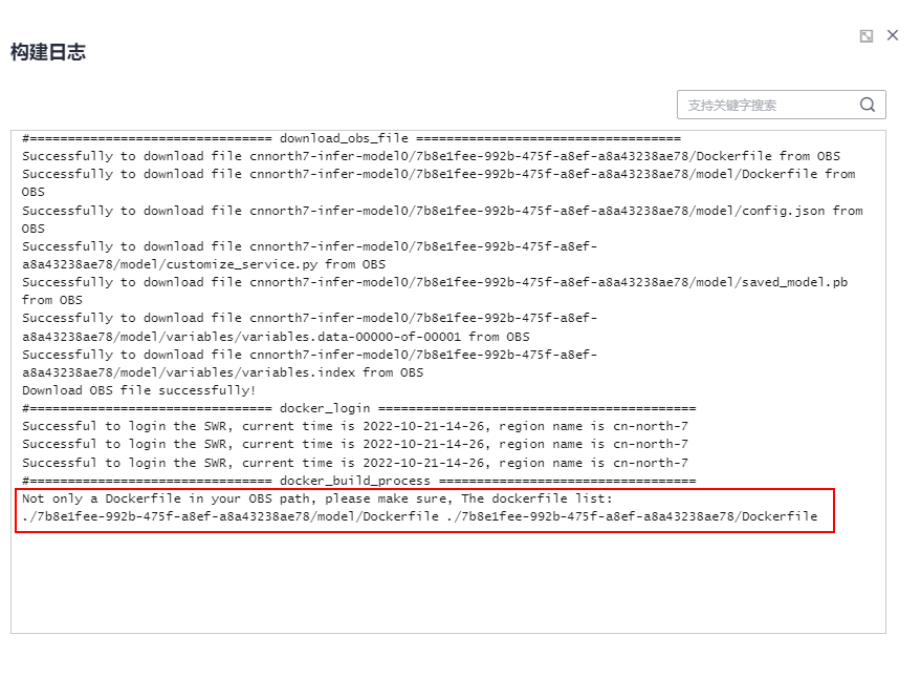 构建日志
支持关键字搜索
#================================ download_obs_file ===================================
Successfully to download file cnnorth7-infer-model0/7b8e1fee-992b-475f-a8ef-a8a43238ae78/Dockerfile from OBS
Successfully to download file cnnorth7-infer-model0/7b8e1fee-992b-475f-a8ef-a8a43238ae78/model/Dockerfile from
OBS
Successfully to download file cnnorth7-infer-model0/7b8e1fee-992b-475f-a8ef-a8a43238ae78/model/config.json from
OBS
Successfully to download file cnnorth7-infer-model0/7b8e1fee-992b-475f-a8ef-
a8a43238ae78/model/customize_service.py from OBS
Successfully to download file cnnorth7-infer-model0/7b8e1fee-992b-475f-a8ef-a8a43238ae78/model/saved_model.pb
from OBS
Successfully to download file cnnorth7-infer-model0/7b8e1fee-992b-475f-a8ef-
a8a43238ae78/model/variables/variables.data-00000-of-00001 from OBS
Successfully to download file cnnorth7-infer-model0/7b8e1fee-992b-475f-a8ef-
a8a43238ae78/model/variables/variables.index from OBS
Download OBS file successfully!
#================================ docker_login ==========================================
Successful to login the SWR, current time is 2022-10-21-14-26, region name is cn-north-7
Successful to login the SWR, current time is 2022-10-21-14-26, region name is cn-north-7
Successful to login the SWR, current time is 2022-10-21-14-26, region name is cn-north-7
#================================ docker_build_process ==================================
Not only a Dockerfile in your OBS path, please make sure, The dockerfile list:
./7b8e1fee-992b-475f-a8ef-a8a43238ae78/model/Dockerfile ./7b8e1fee-992b-475f-a8ef-a8a43238ae78/Dockerfile